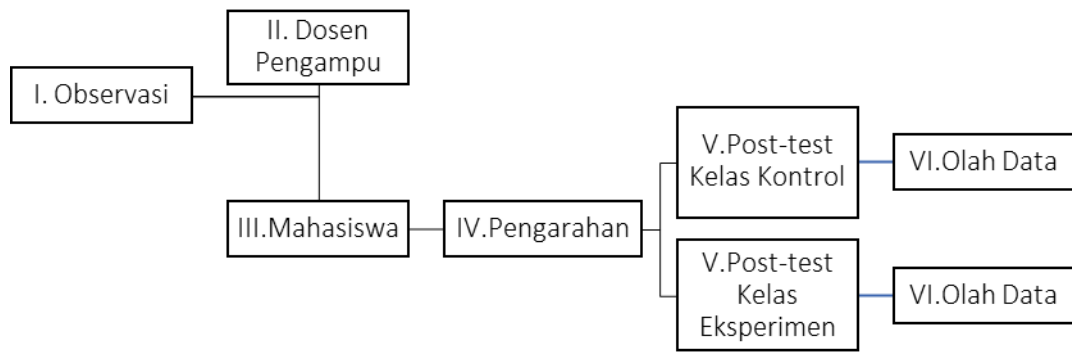 II. Dosen
Pengampu
I. Observasi
III.Mahasiswa
IV.Pengarahan
V.Post-test
Kelas Kontrol
VI.Olah Data
V.Post-test
Kelas
Eksperimen
VI.Olah Data